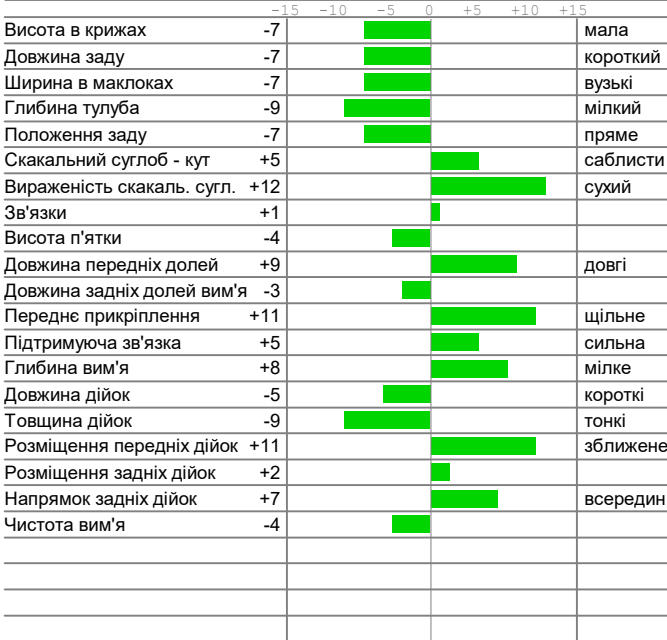 -15 -10 -5 0 +5 +10 +15
Висота в крижах -7 мала
Довжина заду -7 короткий
Ширина в маклоках -7 вузькі
Глибина тулуба -9 мілкий
Положення заду -7 пряме
Скакальний суглоб - кут +5 саблисти
Вираженість скакаль. сугл. +12 сухий
Зв'язки +1
Висота п'ятки -4
Довжина передніх долей +9 довгі
Довжина задніх долей вим'я -3
Переднє прикріплення +11 щільне
Підтримуюча зв'язка +5 сильна
Глибина вим'я +8 мілке
Довжина дійок -5 короткі
Товщина дійок -9 тонкі
Розміщення передніх дійок +11 зближене
Розміщення задніх дійок +2
Напрямок задніх дійок +7 всередин
Чистота вим'я -4